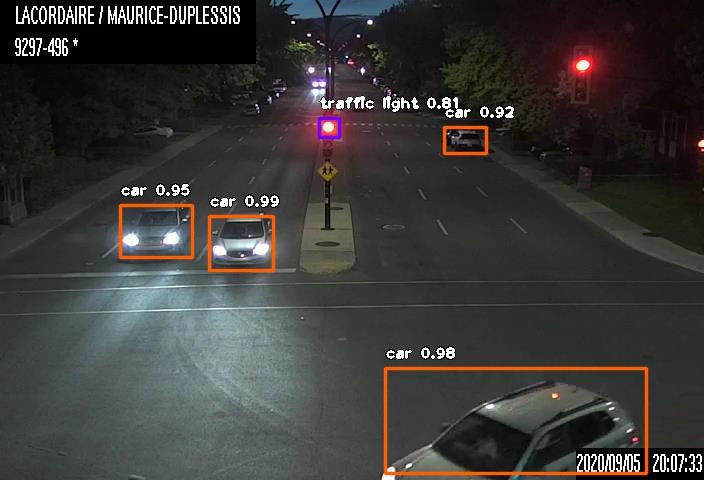 LACORDAIRE / MAURICE-DUPLESSIS
9297-496 *
traffic light 0.81
car 0.92
car 0.95
car 0.99
car 0.98
2020/09/05 20:07:33